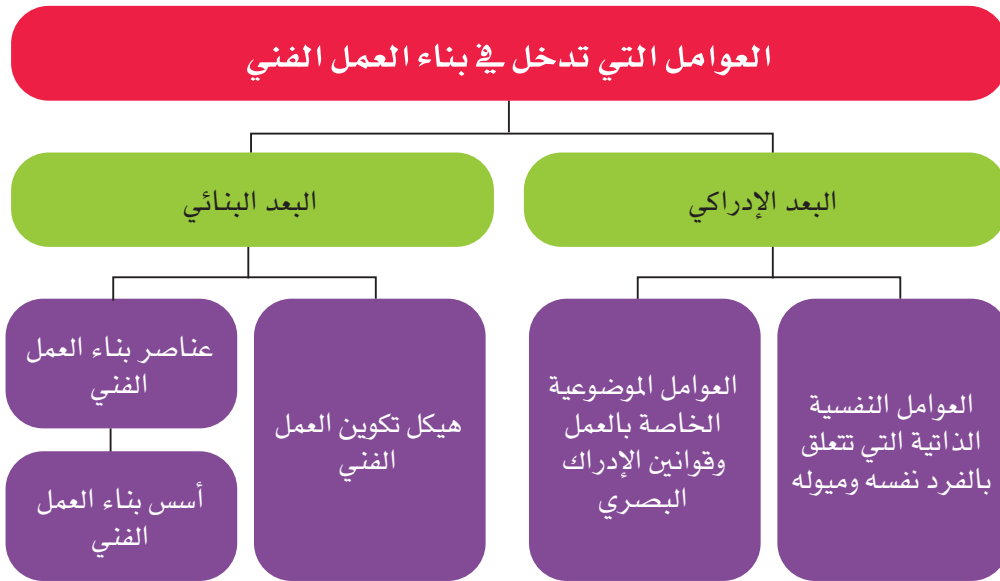 العوامل التي تدخل في بناء العمل الفني
البعد الإدراكي
البعد البنائي
العوامل النفسية
الذاتية التي تتعلق
بالفرد نفسه وميوله
العوامل الموضوعية
الخاصة بالعمل
وقوانين الإدراك
البصري
هيكل تكوين العمل
الفني
عناصر بناء العمل
الفني
أسس بناء العمل
الفني